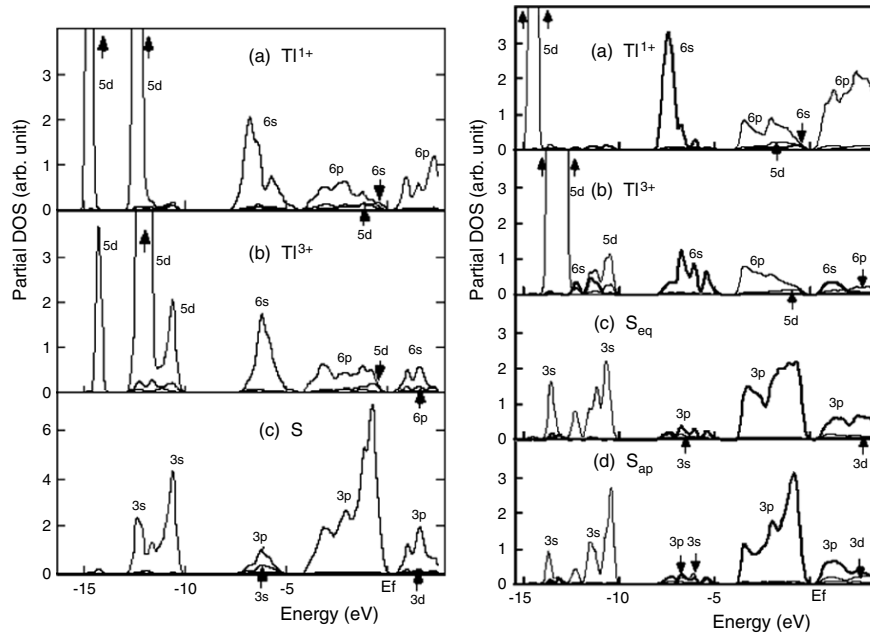 Partial DOS (arb. unit)
(a) Tl1+
3
2
1
0
5d
5d
6s
6p
6s
6p
5d
(b) Tl3+
3
2
1
0
5d
5d
5d
6s
6p
5d
6s
6p
(c) S
6
4
2
0
3s
3s
3p
3s
3p
3p
3d
-15
-10
-5
Ef
Energy (eV)
Partial DOS (arb. unit)
(a) Tl1+
3
2
1
0
5d
6s
6p
6s
6p
5d
(b) Tl3+
3
2
1
0
5d
6s
5d
6s
6p
5d
6s
6p
(c) Seq
3
2
1
0
3s
3s
3p
3s
3p
3p
3d
(d) Sap
3
2
1
0
3s
3s
3p
3s
3p
3p
3d
-15
-10
-5
Ef
Energy (eV)